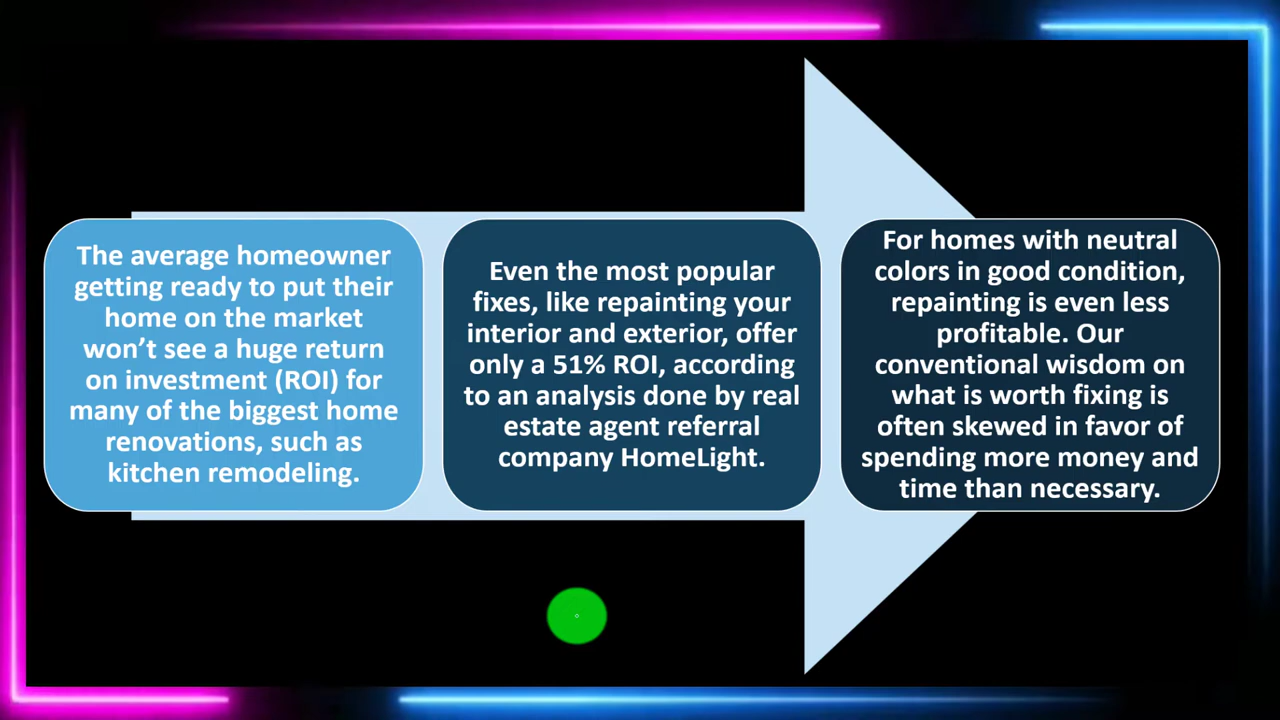 The average homeowner
getting ready to put their
home on the market
won’t see a huge return
on investment (ROI) for
many of the biggest home
renovations, such as
kitchen remodeling.
Even the most popular
fixes, like repainting your
interior and exterior, offer
only a 51% ROI, according
to an analysis done by real
estate agent referral
company HomeLight.
For homes with neutral
colors in good condition,
repainting is even less
profitable. Our
conventional wisdom on
what is worth fixing is
often skewed in favor of
spending more money and
time than necessary.